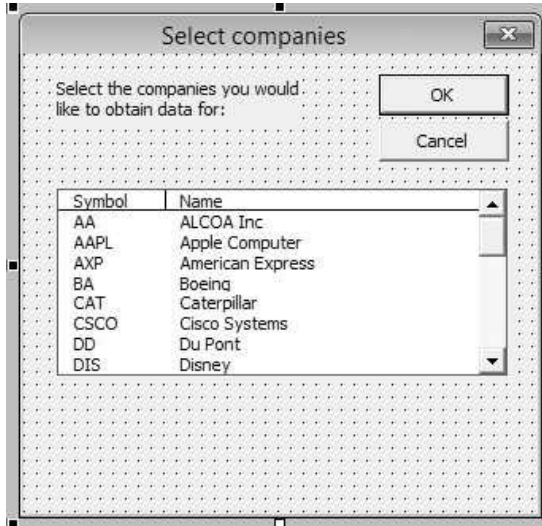 Select companies
Select the companies you would
like to obtain data for:
OK
Cancel
Symbol Name
AA ALCOA Inc
AAPL Apple Computer
AXP American Express
BA Boeing
CAT Caterpillar
CSCO Cisco Systems
DD Du Pont
DIS Disney